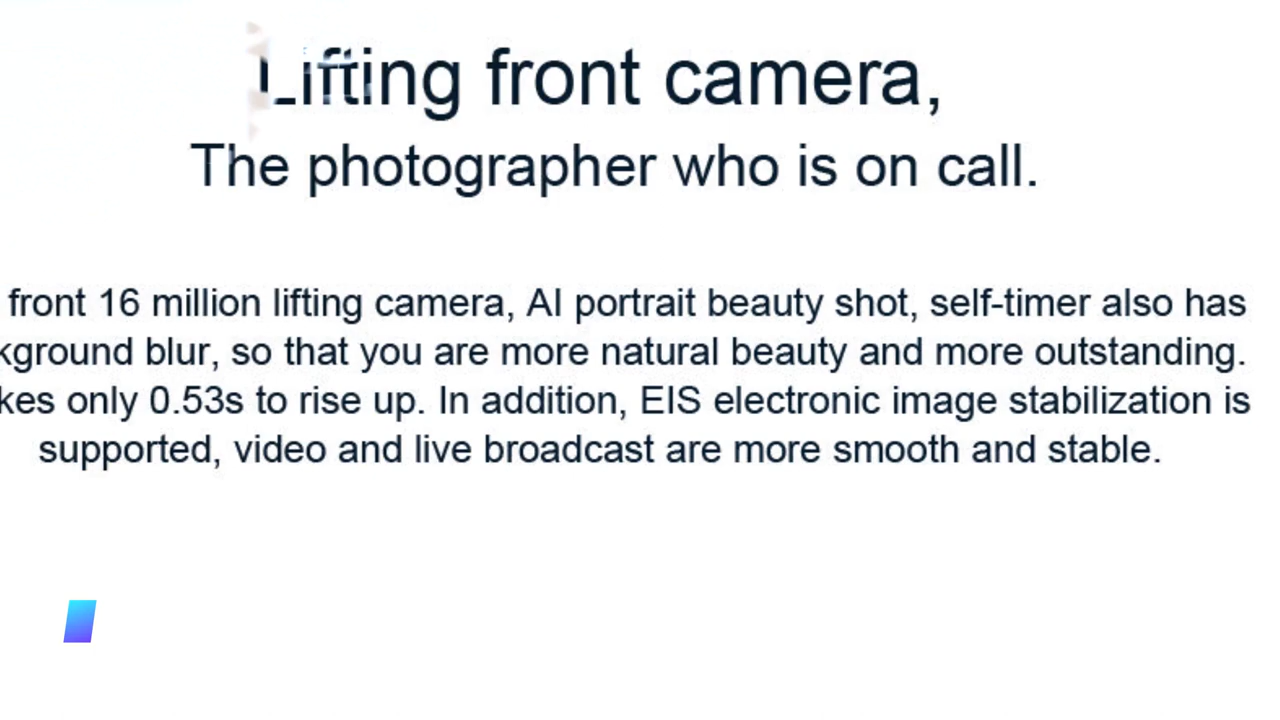 Lifting front camera,
The photographer who is on call.
front 16 million lifting camera, AI portrait beauty shot, self-timer also has
kground blur, so that you are more natural beauty and more outstanding.
kes only 0.53s to rise up. In addition, EIS electronic image stabilization is
supported, video and live broadcast are more smooth and stable.